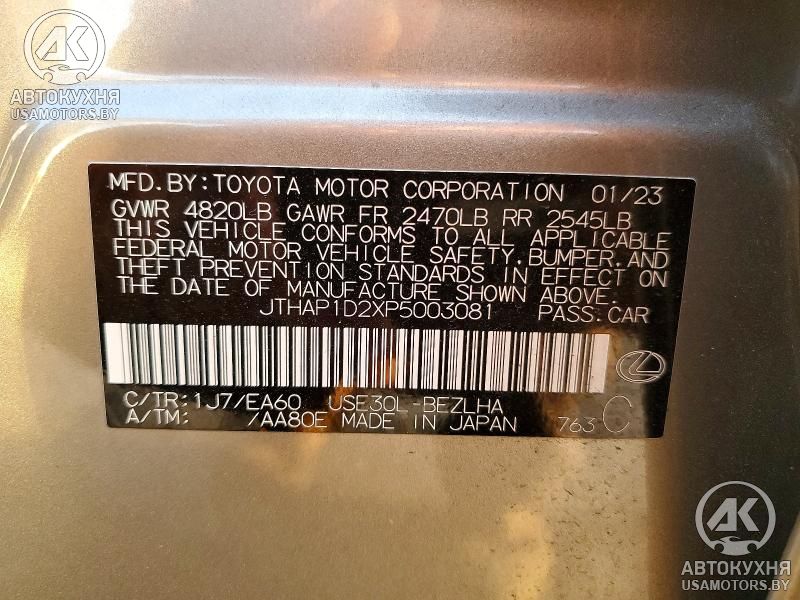 AK
АВТОКУХНЯ
USAMOTORS.BY
MFD.BY:TOYOTA MOTOR CORPORATION 01/23
GVWR 4820LB GAWR FR 2470LB RR 2545LB
THIS VEHICLE CONFORMS TO ALL APPLICABLE
FEDERAL MOTOR VEHICLE SAFETY,BUMPER,AND
THEFT PREVENTION STANDARDS IN EFFECT ON
THE DATE OF MANUFACTURE SHOWN ABOVE.
JTHAP1D2XP5003081 PASS.CAR
C/TR:1J7/EA60 USE30L-BEZLHA
A/TM: /AA80E MADE IN JAPAN 763 C
AK
АВТОКУХНЯ
USAMOTORS.BY